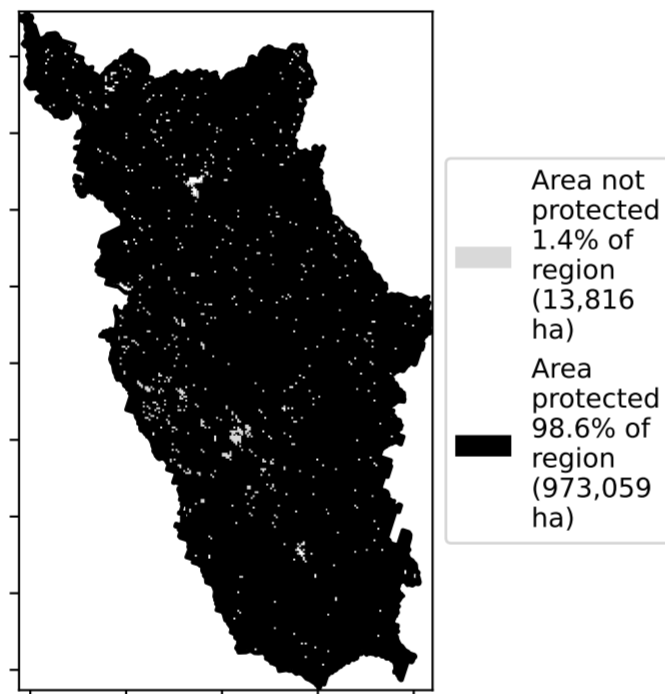 Area not
protected
1.4% of
region
(13,816
ha)
Area
protected
98.6% of
region
(973,059
ha)